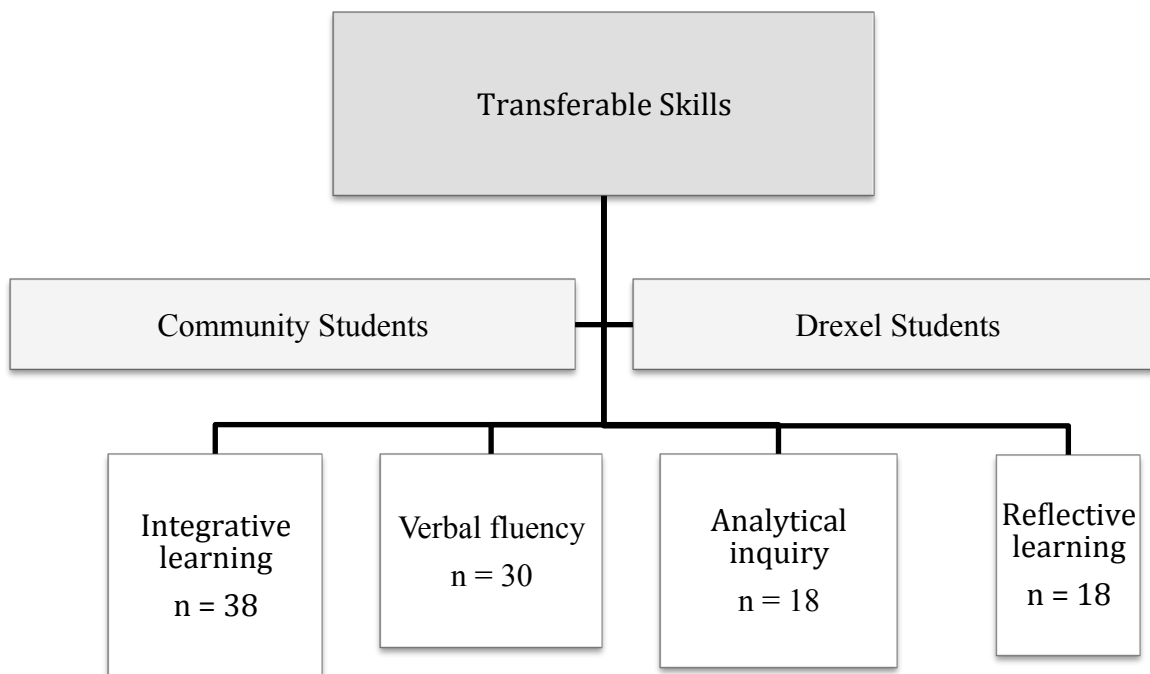 Transferable Skills
Community Students
Drexel Students
Integrative
learning
n = 38
Verbal fluency
n = 30
Analytical
inquiry
n = 18
Reflective
learning
n = 18